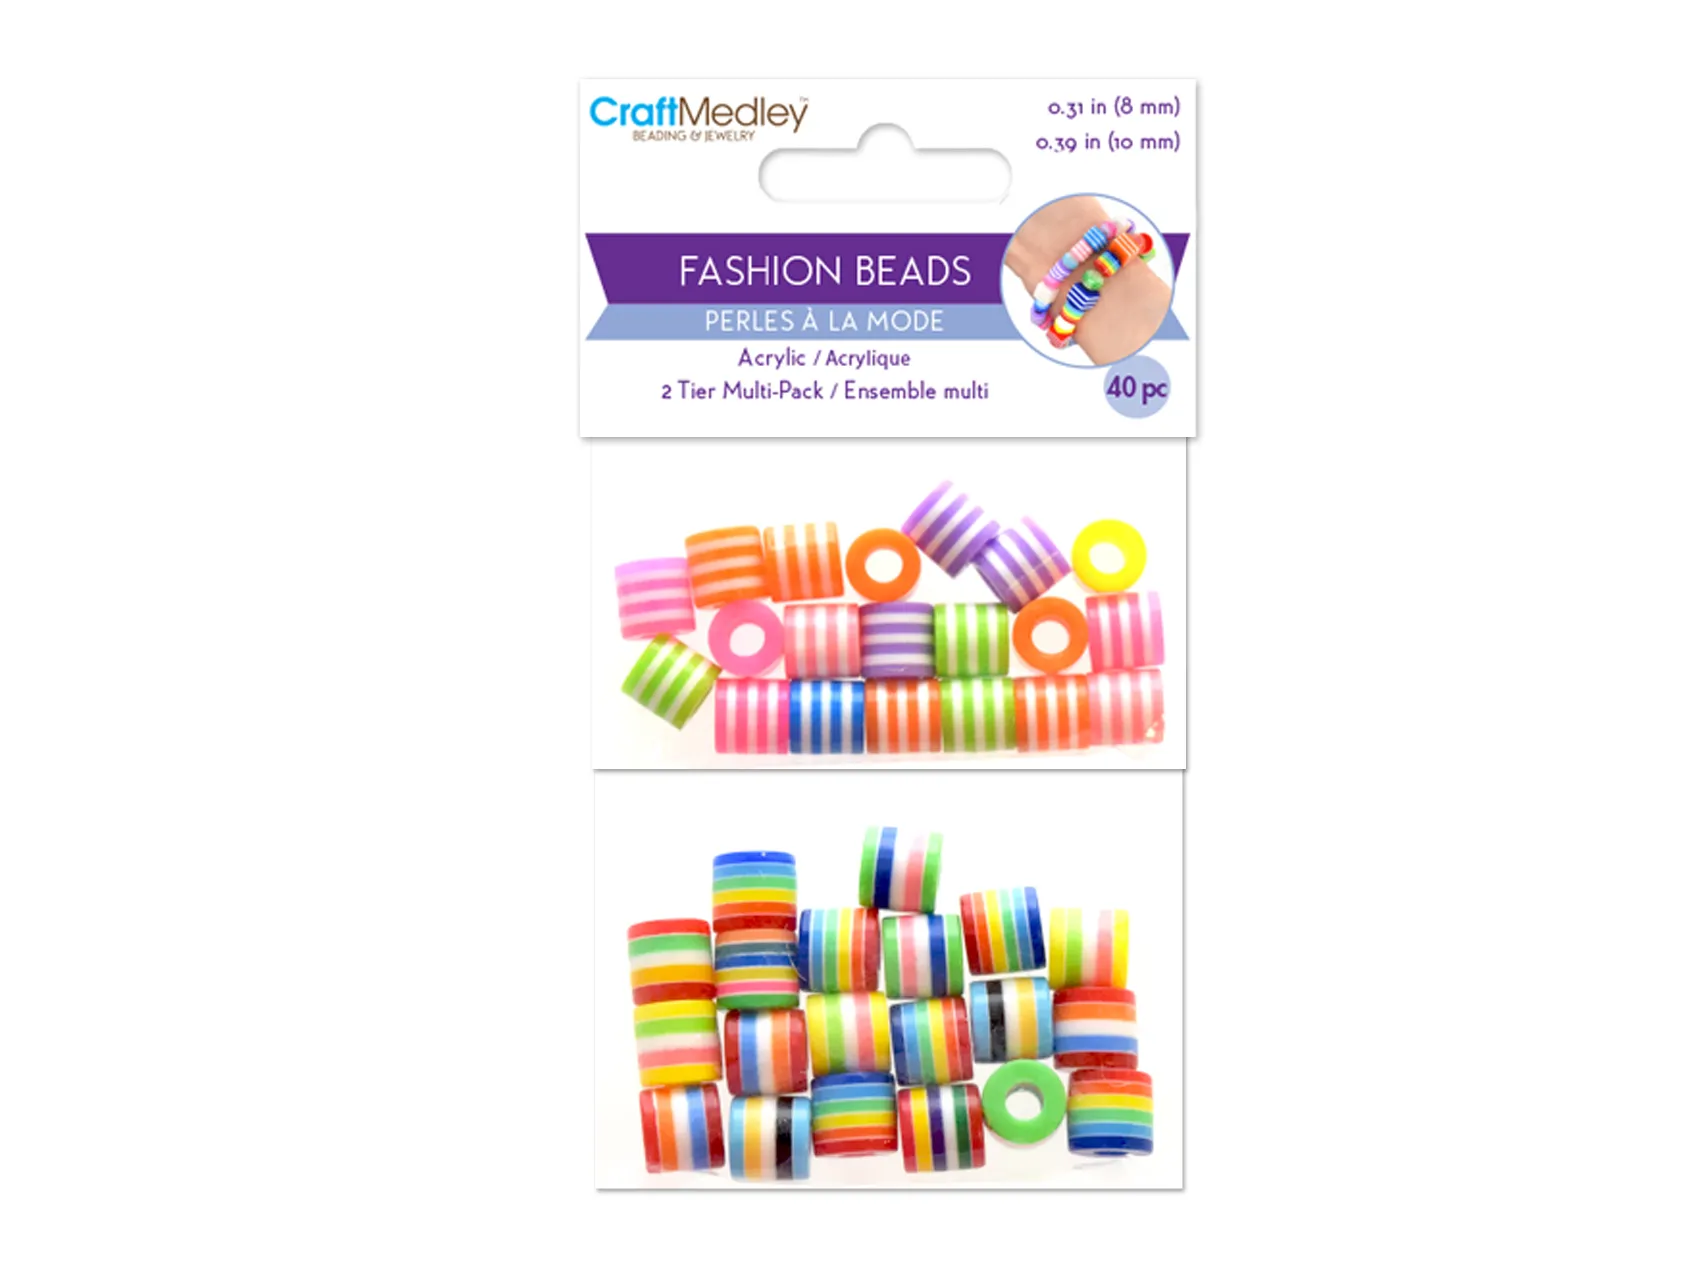 CraftMedley™
BEADING & JEWELRY
0.31 in (8 mm)
0.39 in (10 mm)
FASHION BEADS
PERLES À LA MODE
Acrylic / Acrylique
2 Tier Multi-Pack / Ensemble multi
40 pc